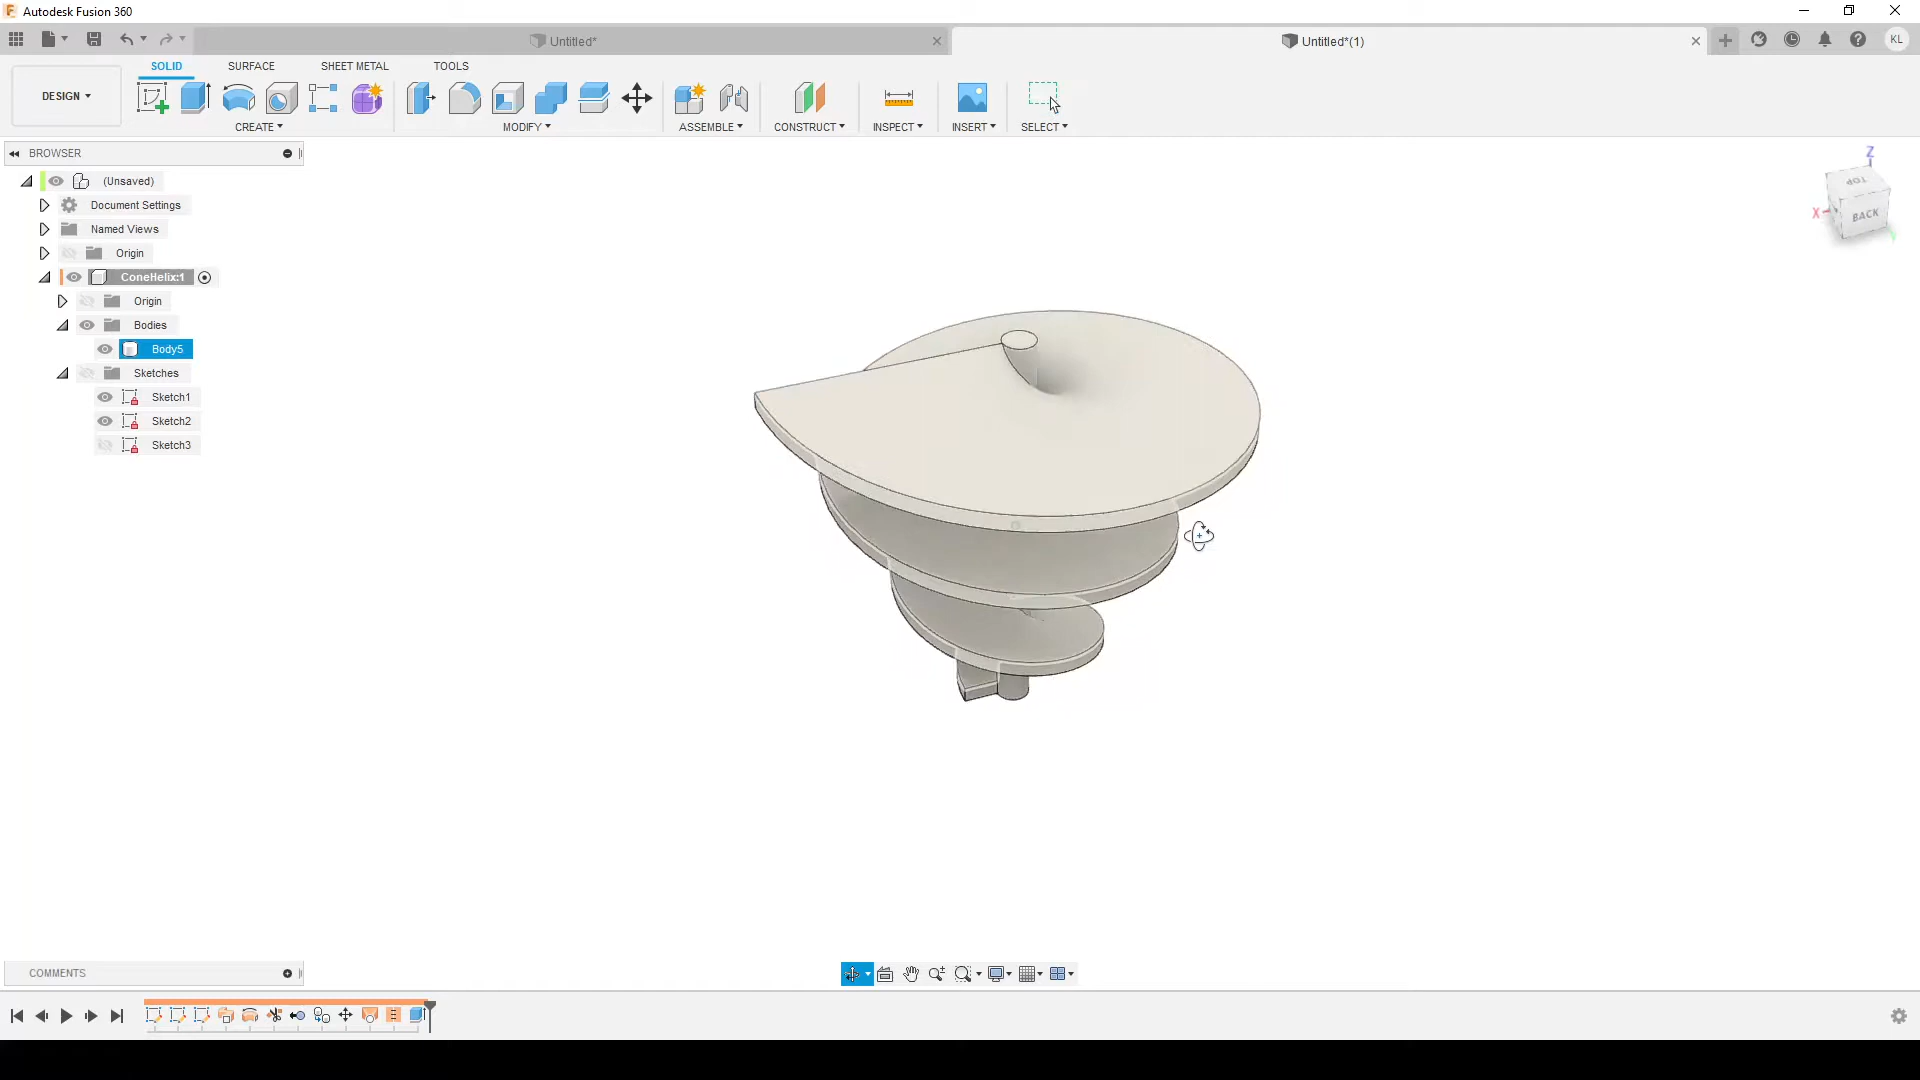 Autodesk Fusion 360
Untitled*
Untitled*(1)
KL
SOLID
SURFACE
SHEET METAL
TOOLS
DESIGN
CREATE
MODIFY
ASSEMBLE
CONSTRUCT
INSPECT
INSERT
SELECT
BROWSER
(Unsaved)
Document Settings
Named Views
Origin
ConeHelix:1
Origin
Bodies
Body5
Sketches
Sketch1
Sketch2
Sketch3
Z
TOP
X
BACK
COMMENTS